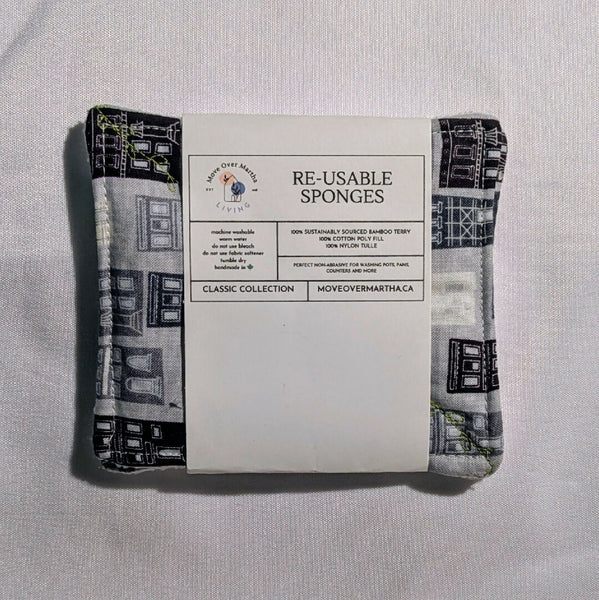 Move Over Martha
EST
LIVING
RE-USABLE
SPONGES
machine washable
warm water
do not use bleach
do not use fabric softener
tumble dry
handmade in
100% SUSTAINABLY SOURCED BAMBOO TERRY
100% COTTON POLY FILL
100% NYLON TULLE
PERFECT NON-ABRASIVE FOR WASHING POTS, PANS,
COUNTERS AND MORE
CLASSIC COLLECTION
MOVEOVERMARTHA.CA